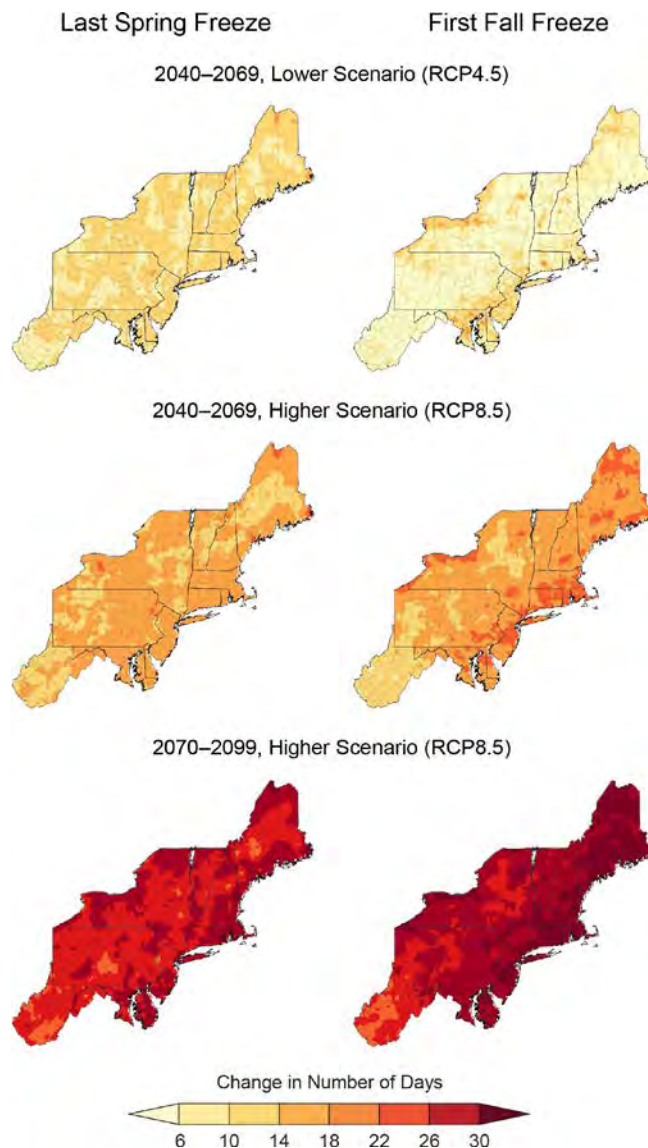 Last Spring Freeze First Fall Freeze
2040–2069, Lower Scenario (RCP4.5)
2040–2069, Higher Scenario (RCP8.5)
2070–2099, Higher Scenario (RCP8.5)
Change in Number of Days
6 10 14 18 22 26 30